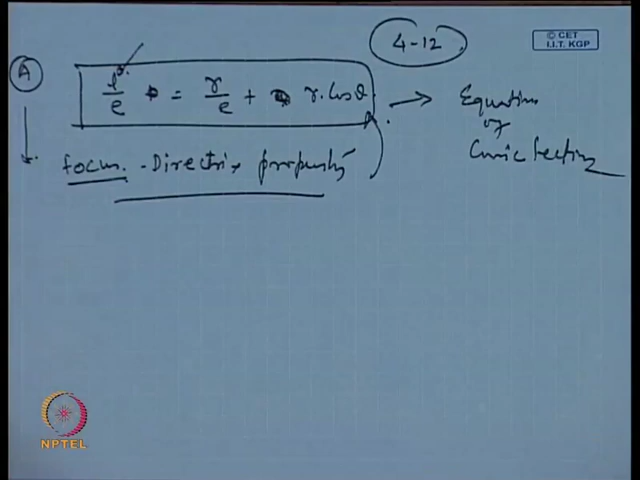 4-12
© CET
I.I.T. KGP
A
l/e = r/e + r. Cosθ → Equation
of
Conic Section
focus - Directrix property
NPTEL